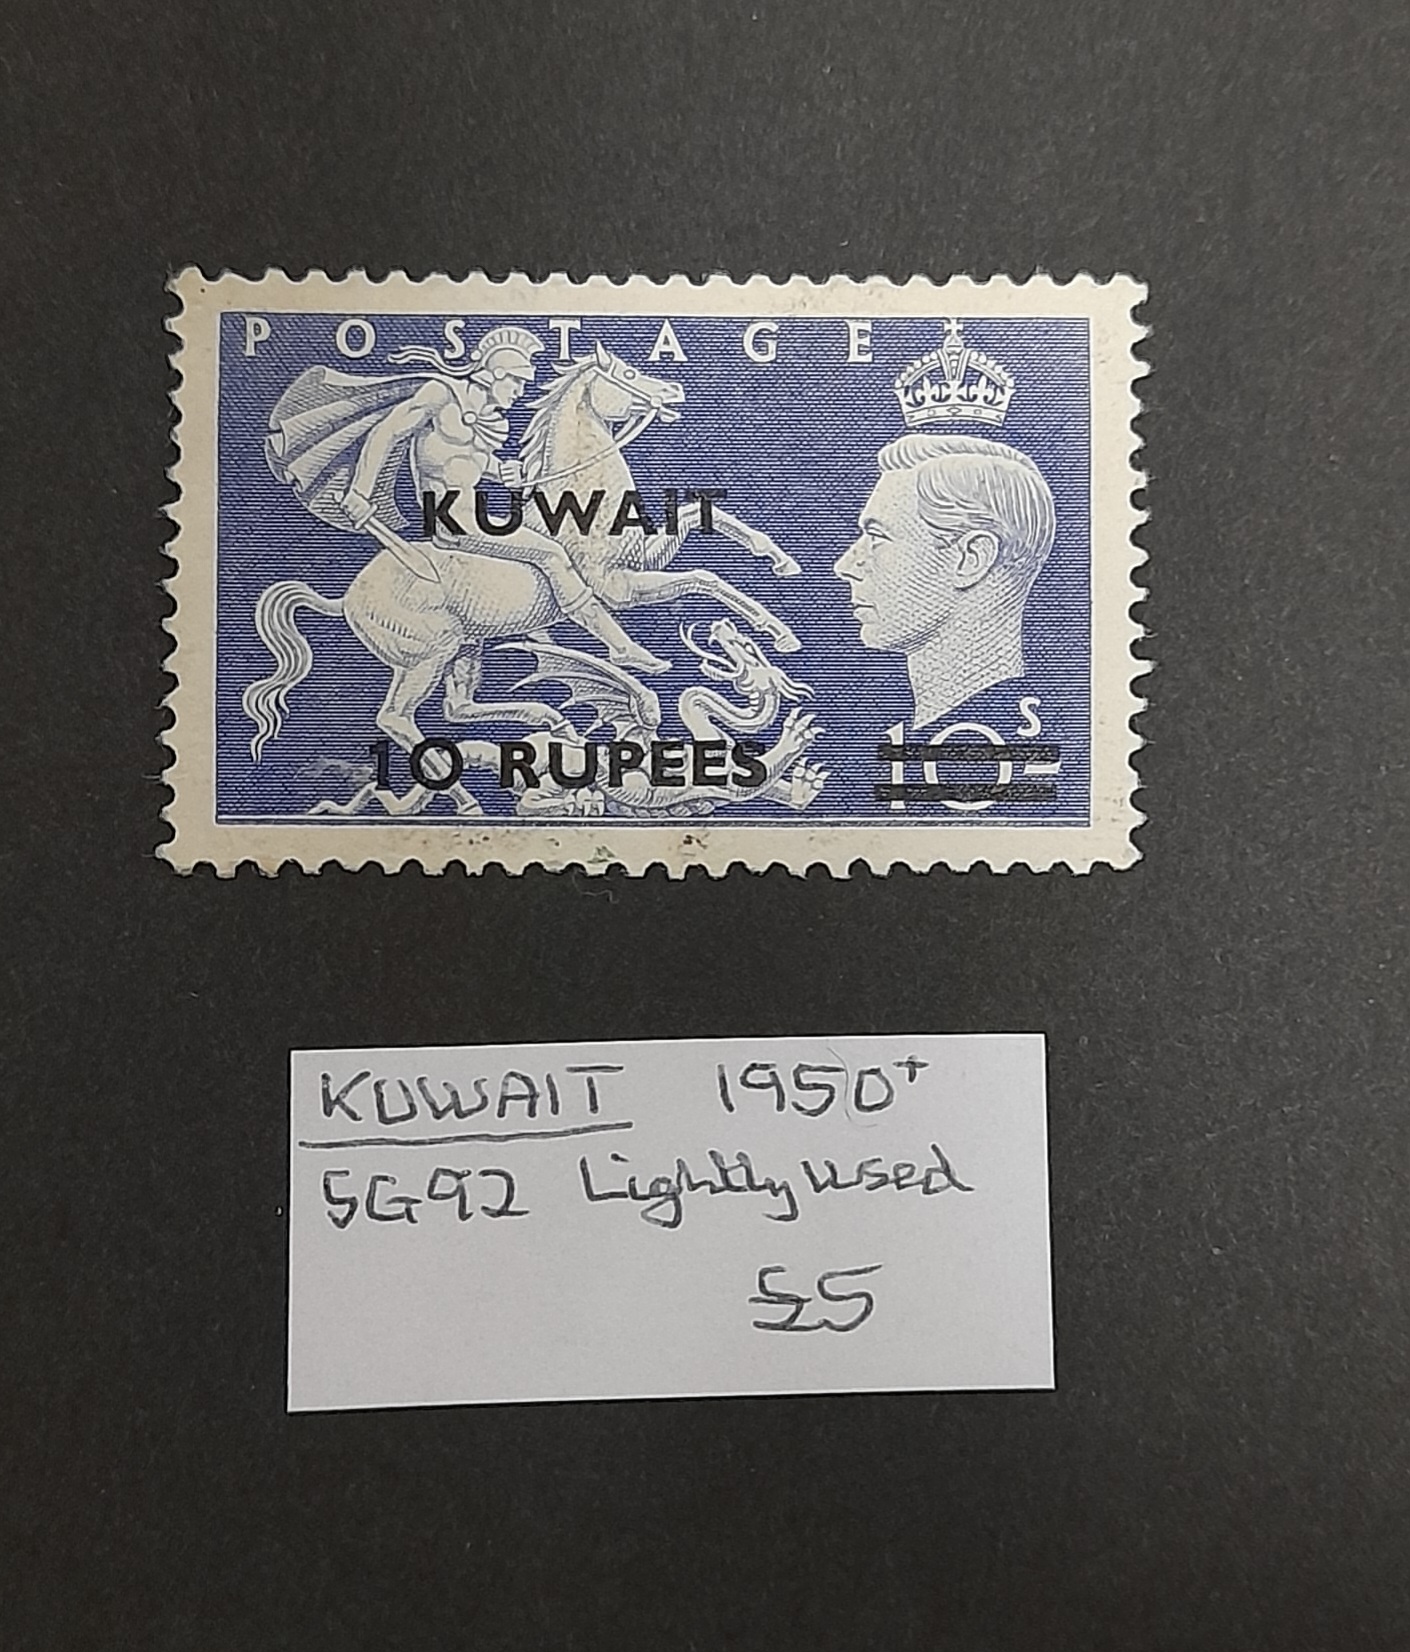 POSTAGE
KUWAIT
10 RUPEES
10S
KUWAIT 1950+
SG92 Lightly used
£5